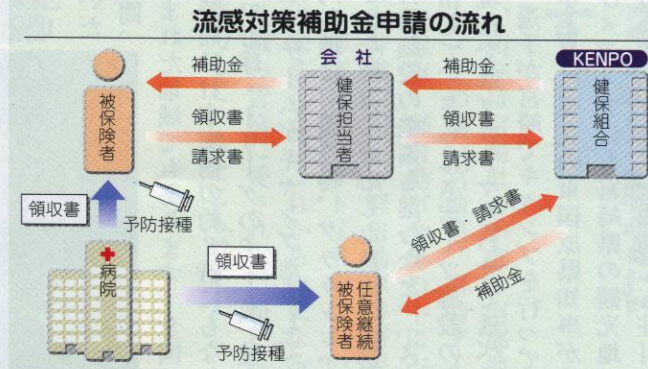 流感対策補助金申請の流れ
会社
KENPO
補助金
補助金
被保険者
健保担当者
健保組合
領収書
請求書
領収書
請求書
領収書
予防接種
領収書・請求書
病院
領収書
任意継続
被保険者
補助金
予防接種